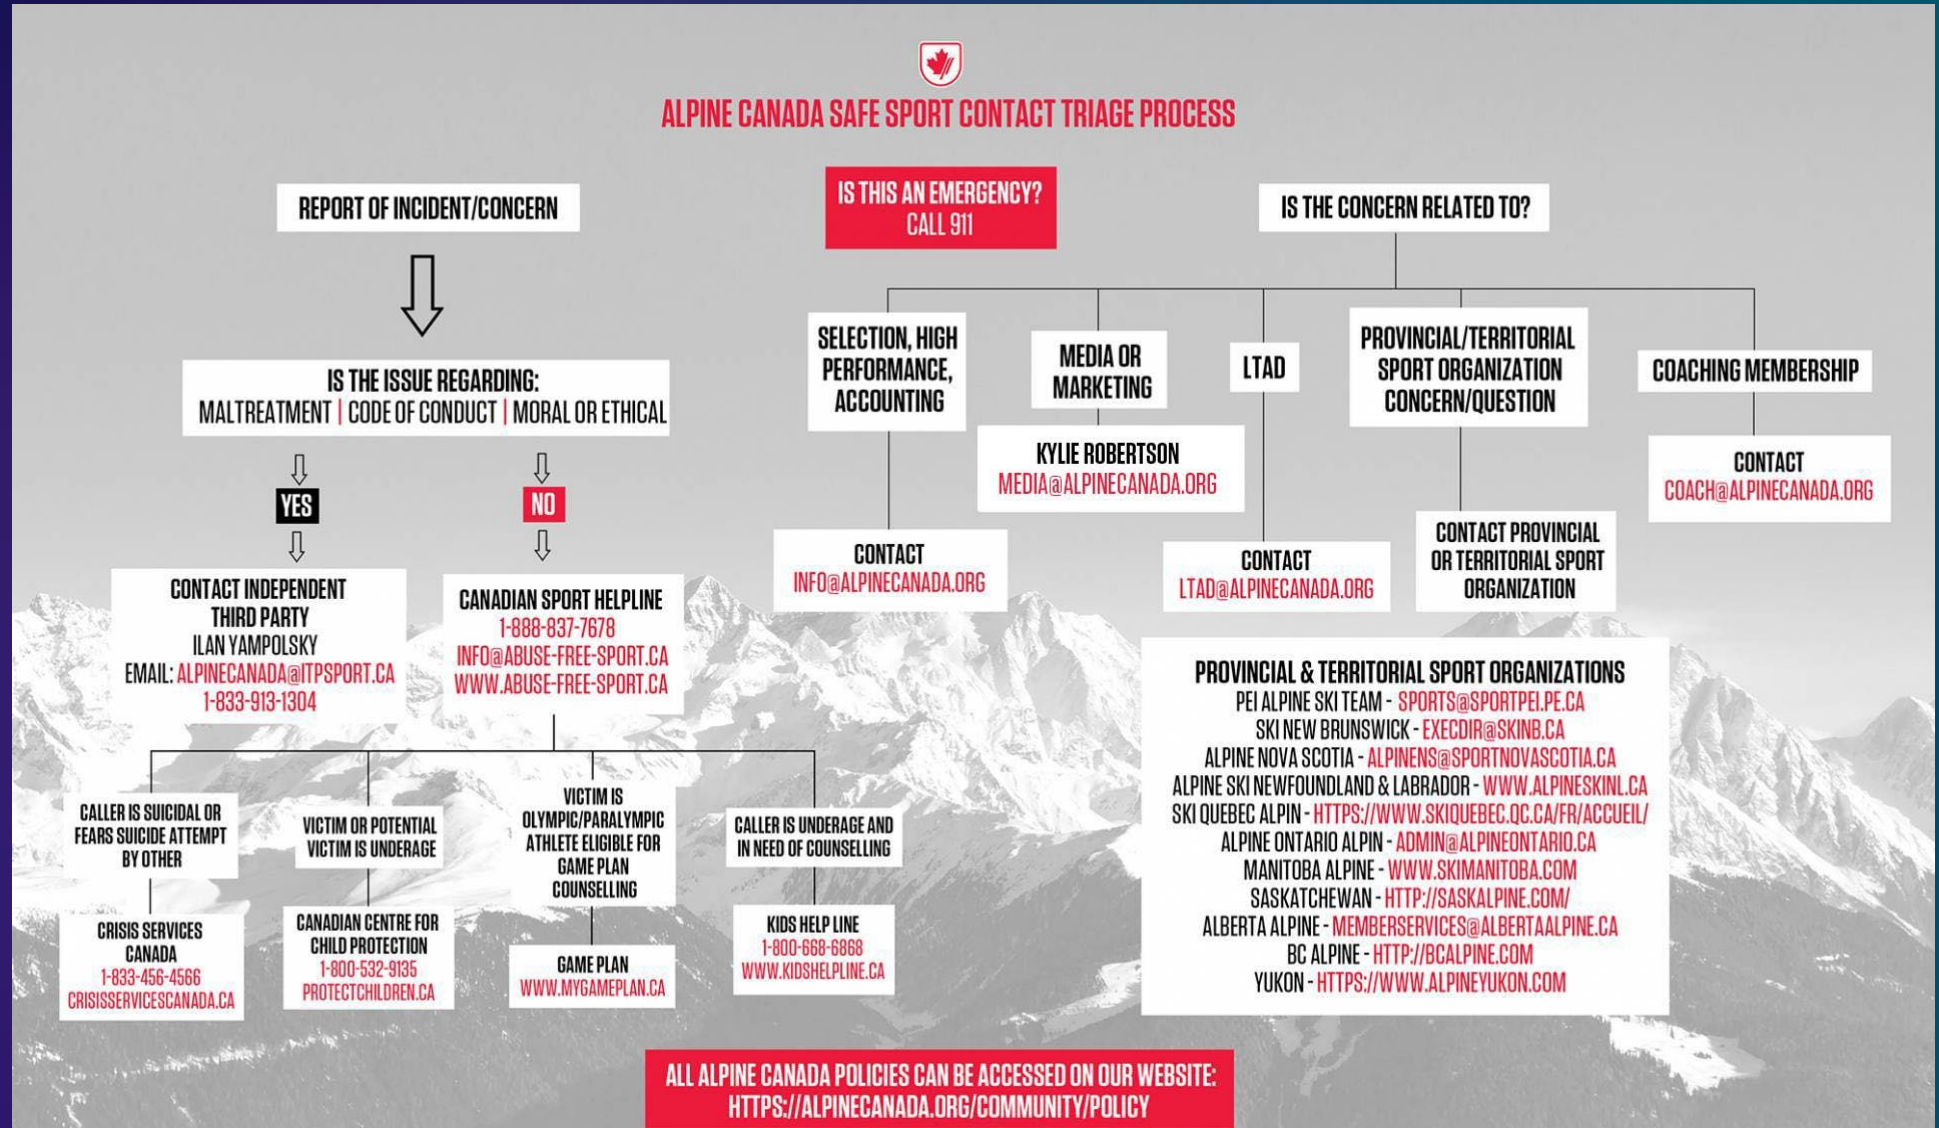 ALPINE CANADA SAFE SPORT CONTACT TRIAGE PROCESS
REPORT OF INCIDENT/CONCERN
IS THE ISSUE REGARDING:
MALTREATMENT | CODE OF CONDUCT | MORAL OR ETHICAL
YES
NO
CONTACT INDEPENDENT
THIRD PARTY
ILAN YAMPOLSKY
EMAIL: ALPINECANADA@ITPSPORT.CA
1-833-913-1304
CANADIAN SPORT HELPLINE
1-888-837-7678
INFO@ABUSE-FREE-SPORT.CA
WWW.ABUSE-FREE-SPORT.CA
CALLER IS SUICIDAL OR
FEARS SUICIDE ATTEMPT
BY OTHER
CRISIS SERVICES
CANADA
1-833-456-4566
CRISISSERVICESCANADA.CA
VICTIM OR POTENTIAL
VICTIM IS UNDERAGE
CANADIAN CENTRE FOR
CHILD PROTECTION
1-800-532-9135
PROTECTCHILDREN.CA
VICTIM IS
OLYMPIC/PARALYMPIC
ATHLETE ELIGIBLE FOR
GAME PLAN
COUNSELLING
GAME PLAN
WWW.MYGAMEPLAN.CA
CALLER IS UNDERAGE AND
IN NEED OF COUNSELLING
KIDS HELP LINE
1-800-668-6868
WWW.KIDSHELPLINE.CA
IS THIS AN EMERGENCY?
CALL 911
IS THE CONCERN RELATED TO?
SELECTION, HIGH
PERFORMANCE,
ACCOUNTING
CONTACT
INFO@ALPINECANADA.ORG
MEDIA OR
MARKETING
KYLIE ROBERTSON
MEDIA@ALPINECANADA.ORG
LTAD
CONTACT
LTAD@ALPINECANADA.ORG
PROVINCIAL/TERRITORIAL
SPORT ORGANIZATION
CONCERN/QUESTION
CONTACT PROVINCIAL
OR TERRITORIAL SPORT
ORGANIZATION
COACHING MEMBERSHIP
CONTACT
COACH@ALPINECANADA.ORG
PROVINCIAL & TERRITORIAL SPORT ORGANIZATIONS
PEI ALPINE SKI TEAM - SPORTS@SPORTPEI.PE.CA
SKI NEW BRUNSWICK - EXECDIR@SKINB.CA
ALPINE NOVA SCOTIA - ALPINENS@SPORTNOVASCOTIA.CA
ALPINE SKI NEWFOUNDLAND & LABRADOR - WWW.ALPINESKINL.CA
SKI QUEBEC ALPIN - HTTPS://WWW.SKIQUEBEC.QC.CA/FR/ACCUEIL/
ALPINE ONTARIO ALPIN - ADMIN@ALPINEONTARIO.CA
MANITOBA ALPINE - WWW.SKIMANITOBA.COM
SASKATCHEWAN - HTTP://SASKALPINE.COM/
ALBERTA ALPINE - MEMBERSERVICES@ALBERTAALPINE.CA
BC ALPINE - HTTP://BCALPINE.COM
YUKON - HTTPS://WWW.ALPINEYUKON.COM
ALL ALPINE CANADA POLICIES CAN BE ACCESSED ON OUR WEBSITE:
HTTPS://ALPINECANADA.ORG/COMMUNITY/POLICY